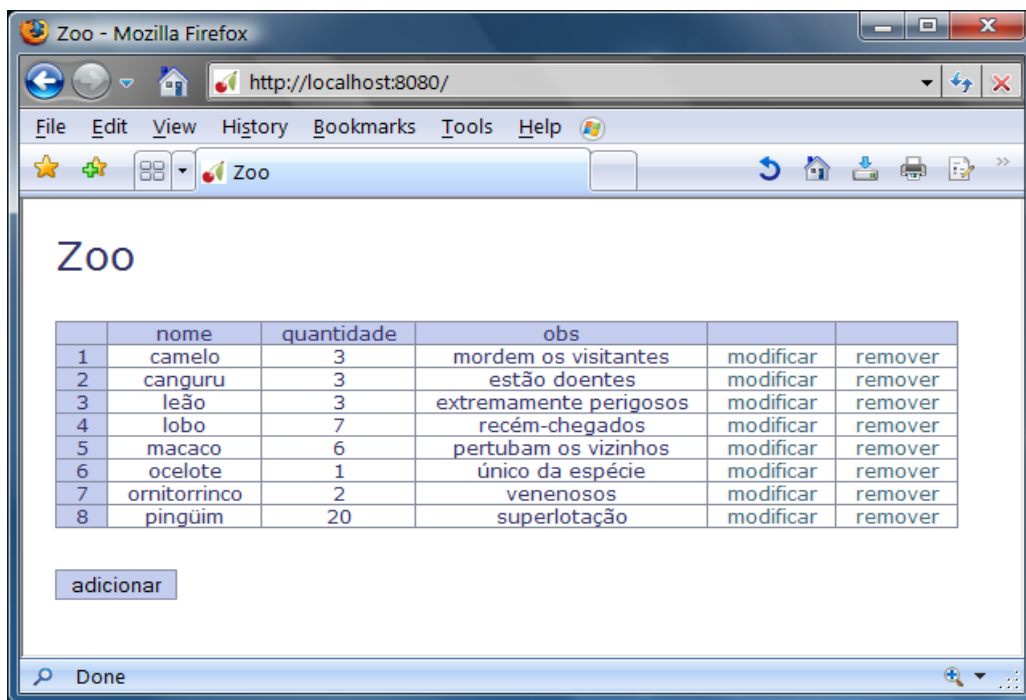 Zoo - Mozilla Firefox
http://localhost:8080/
File Edit View History Bookmarks Tools Help
Zoo
Zoo
nome quantidade obs
1 camelo 3 mordem os visitantes modificar remover
2 canguru 3 estão doentes modificar remover
3 leão 3 extremamente perigosos modificar remover
4 lobo 7 recém-chegados modificar remover
5 macaco 6 pertubam os vizinhos modificar remover
6 ocelote 1 único da espécie modificar remover
7 ornitorrinco 2 venenosos modificar remover
8 pingüim 20 superlotação modificar remover
adicionar
Done